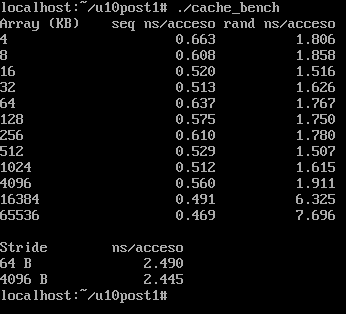 localhost:~/u10post1# ./cache_bench
Array (KB) seq ns/acceso rand ns/acceso
4 0.663 1.806
8 0.608 1.858
16 0.520 1.516
32 0.513 1.626
64 0.637 1.767
128 0.575 1.750
256 0.610 1.780
512 0.529 1.507
1024 0.512 1.615
4096 0.560 1.911
16384 0.491 6.325
65536 0.469 7.696
Stride ns/acceso
64 B 2.490
4096 B 2.445
localhost:~/u10post1#